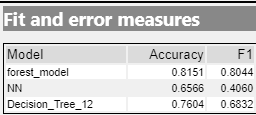 Fit and error measures
Model Accuracy F1
forest_model 0.8151 0.8044
NN 0.6566 0.4060
Decision_Tree_12 0.7604 0.6832